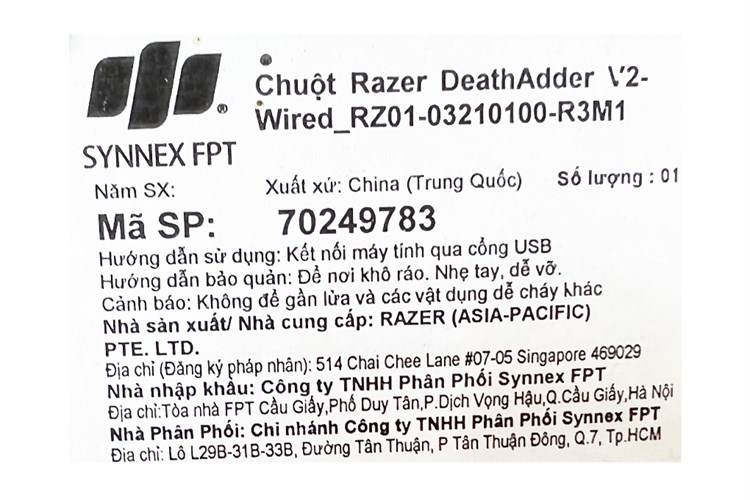 Chuột Razer DeathAdder V2-
Wired_RZ01-03210100-R3M1
®
SYNNEX FPT
Năm SX: Xuất xứ: China (Trung Quốc) Số lượng : 01
Mã SP: 70249783
Hướng dẫn sử dụng: Kết nối máy tính qua cổng USB
Hướng dẫn bảo quản: Để nơi khô ráo. Nhẹ tay, dễ vỡ.
Cảnh báo: Không để gần lửa và các vật dụng dễ cháy khác
Nhà sản xuất/ Nhà cung cấp: RAZER (ASIA-PACIFIC)
PTE. LTD.
Địa chỉ (Đăng ký pháp nhân): 514 Chai Chee Lane #07-05 Singapore 469029
Nhà nhập khẩu: Công ty TNHH Phân Phối Synnex FPT
Địa chỉ:Tòa nhà FPT Cầu Giấy,Phố Duy Tân,P.Dịch Vọng Hậu,Q.Cầu Giấy,Hà Nội
Nhà Phân Phối: Chi nhánh Công ty TNHH Phân Phối Synnex FPT
Địa chỉ: Lô L29B-31B-33B, Đường Tân Thuận, P Tân Thuận Đông, Q.7, Tp.HCM